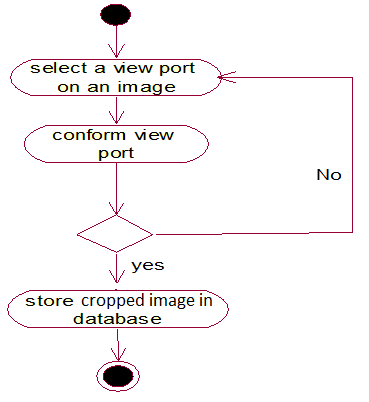 select a view port
on an image
conform view
port
No
yes
store cropped image in
database